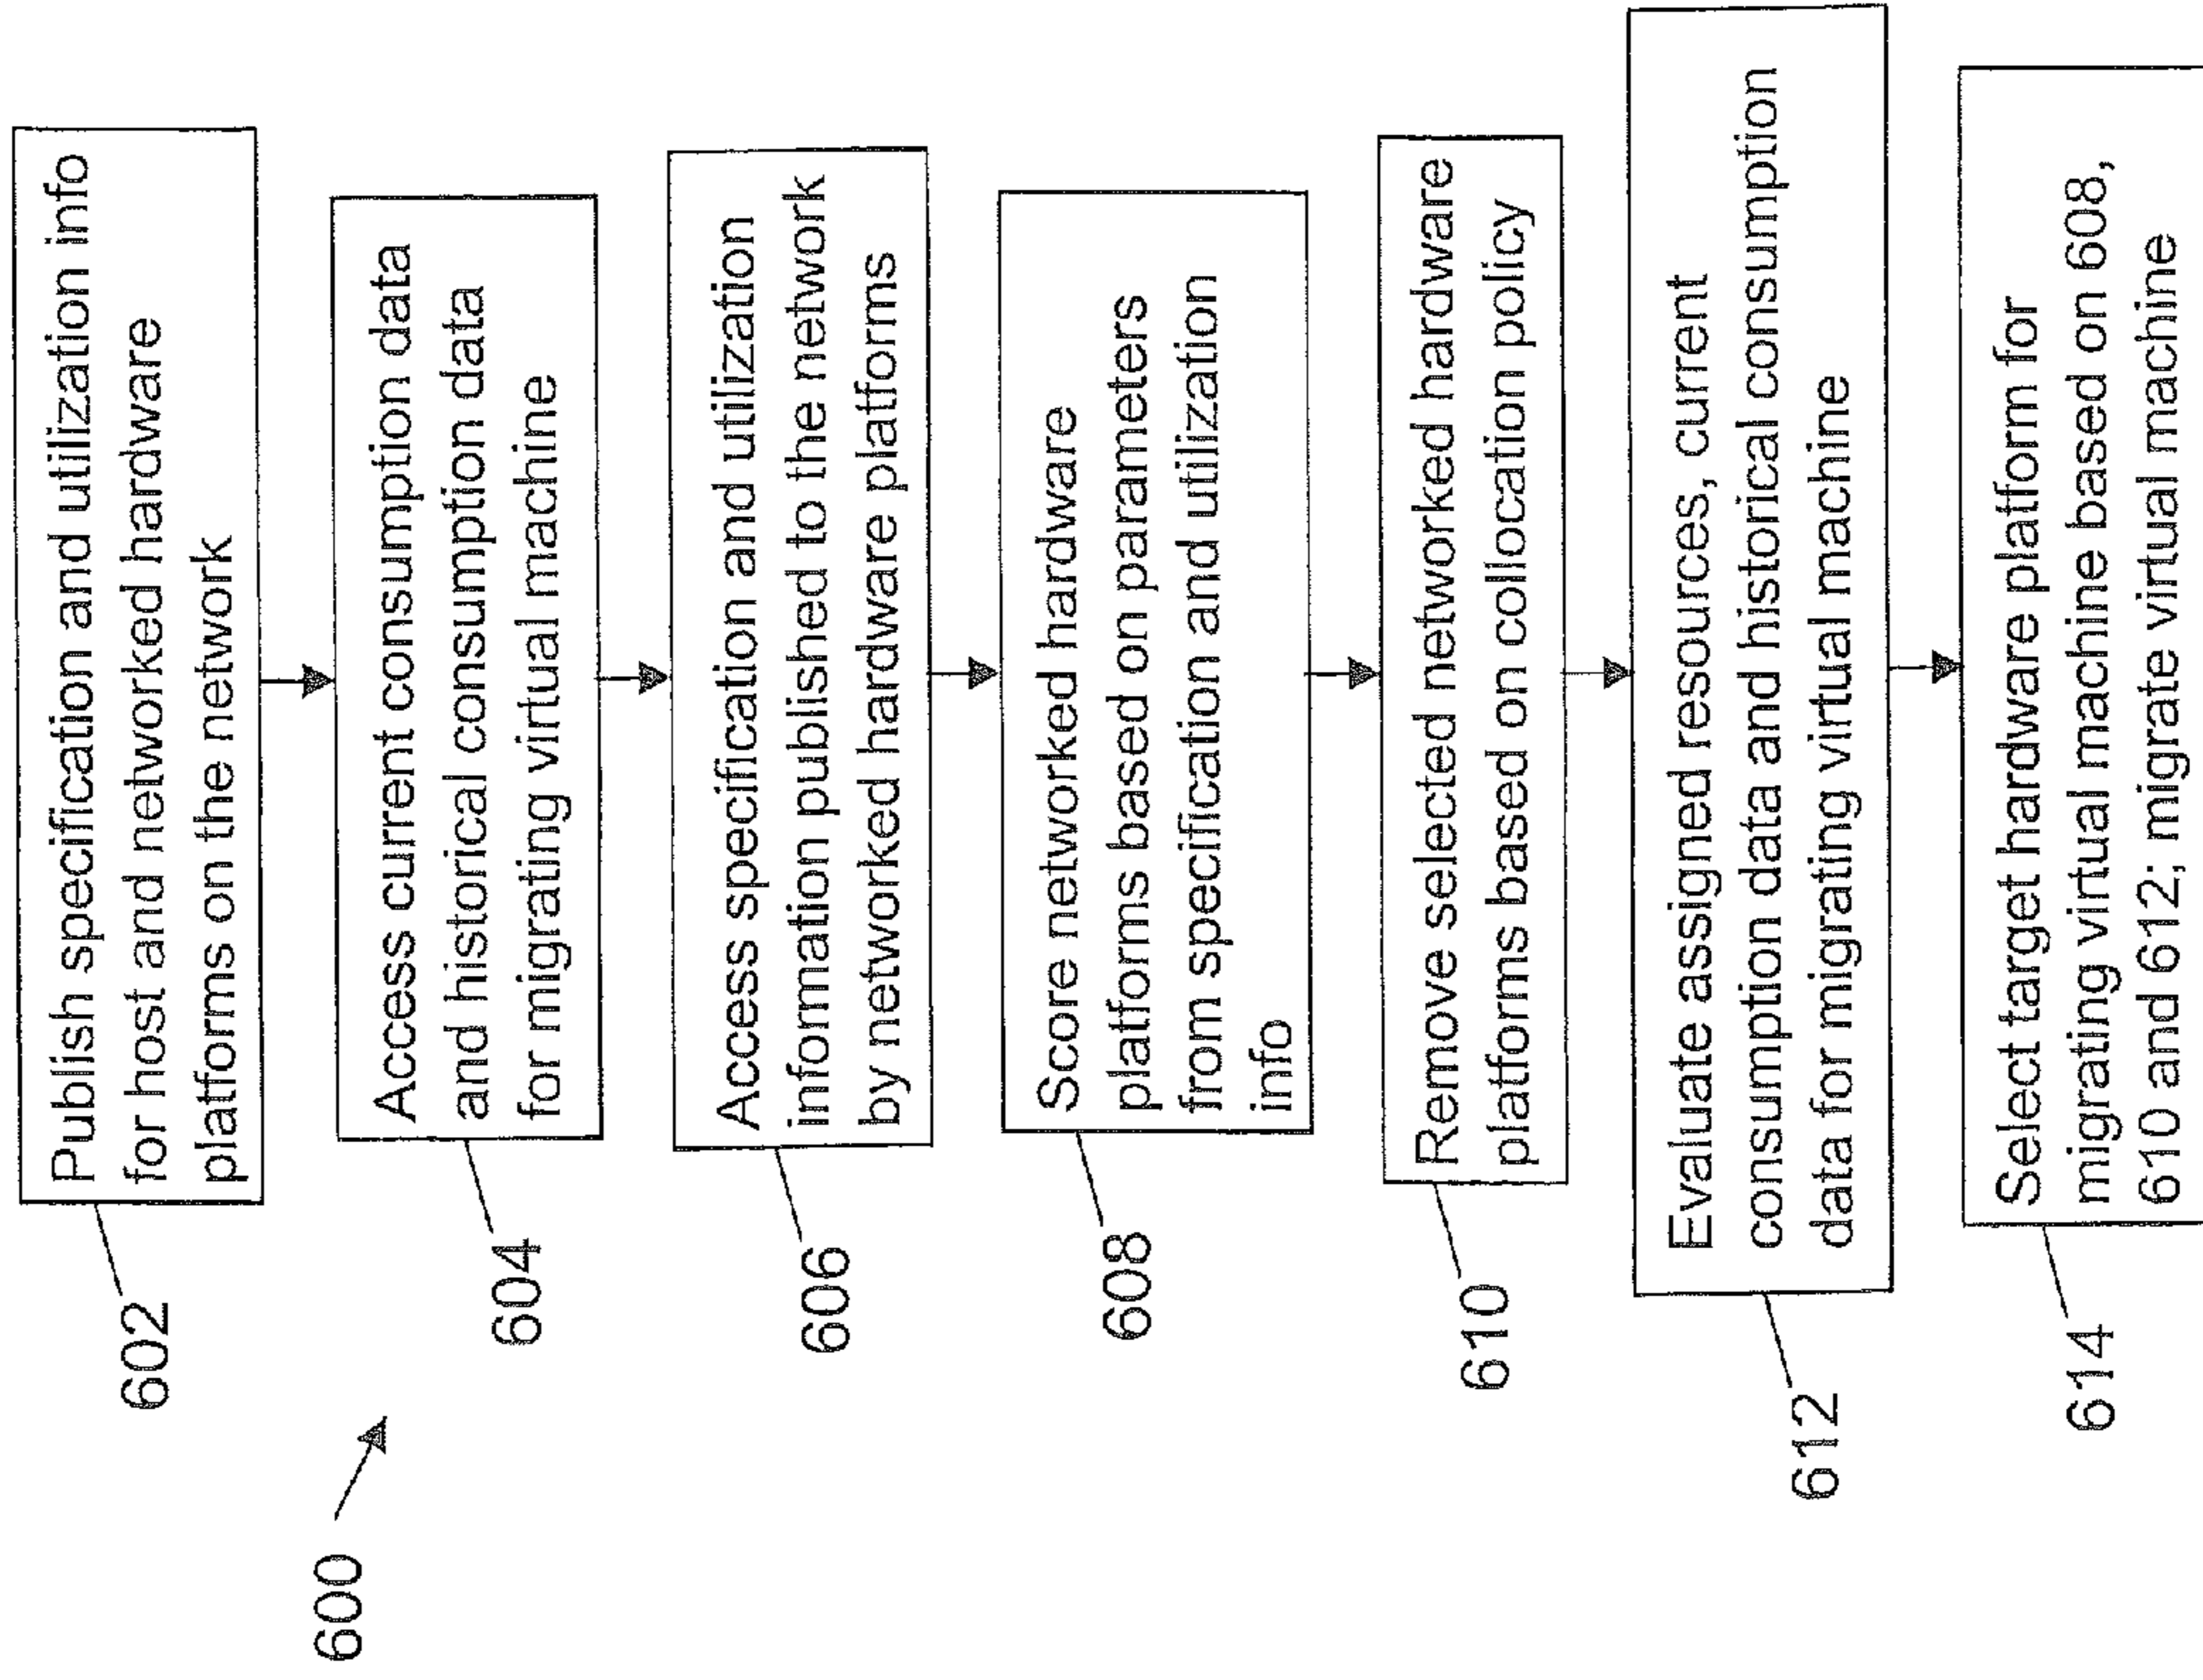 600
602
Publish specification and utilization info
for host and networked hardware
platforms on the network
604
Access current consumption data
and historical consumption data
for migrating virtual machine
606
Access specification and utilization
information published to the network
by networked hardware platforms
608
Score networked hardware
platforms based on parameters
from specification and utilization
info
610
Remove selected networked hardware
platforms based on collocation policy
612
Evaluate assigned resources, current
consumption data and historical consumption
data for migrating virtual machine
614
Select target hardware platform for
migrating virtual machine based on 608,
610 and 612; migrate virtual machine